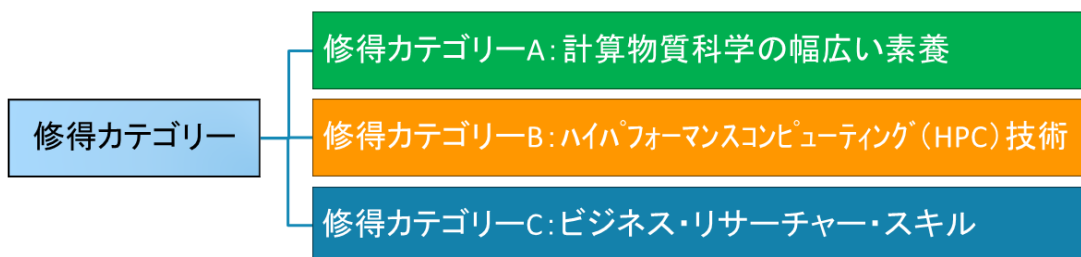 修得カテゴリーA:計算物質科学の幅広い素養
修得カテゴリー
修得カテゴリーB:ﾊｲﾊﾟﾌｫｰﾏﾝｽｺﾝﾋﾟｭｰﾃｨﾝｸﾞ(HPC)技術
修得カテゴリーC:ビジネス・リサーチャー・スキル